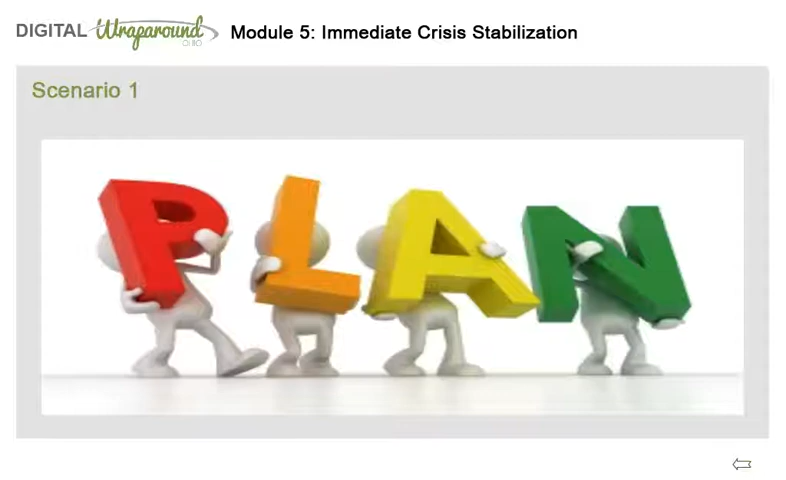 DIGITAL Wraparound Module 5: Immediate Crisis Stabilization
Scenario 1
PLAN